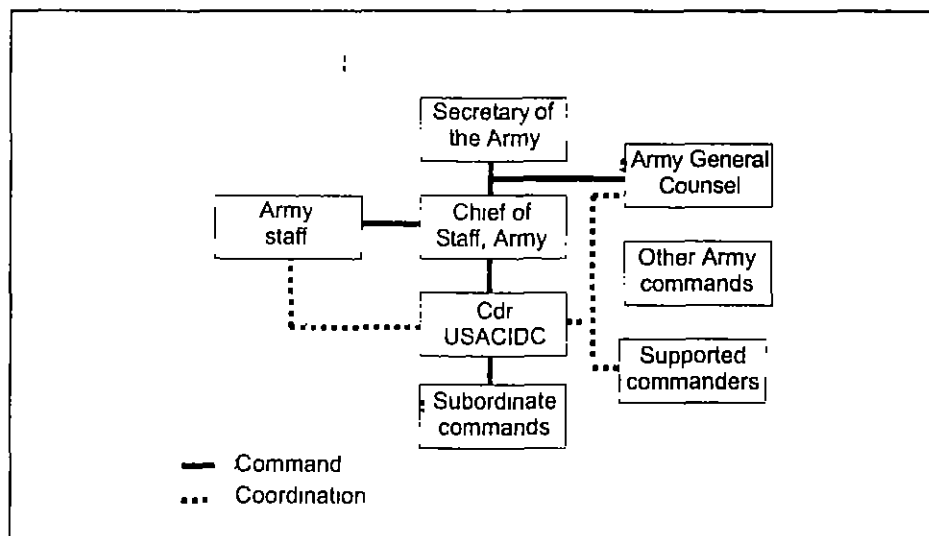 Secretary of
the Army
Army General
Counsel
Army
staff
Chief of
Staff, Army
Other Army
commands
Cdr
USACIDC
Supported
commanders
Subordinate
commands
Command
Coordination